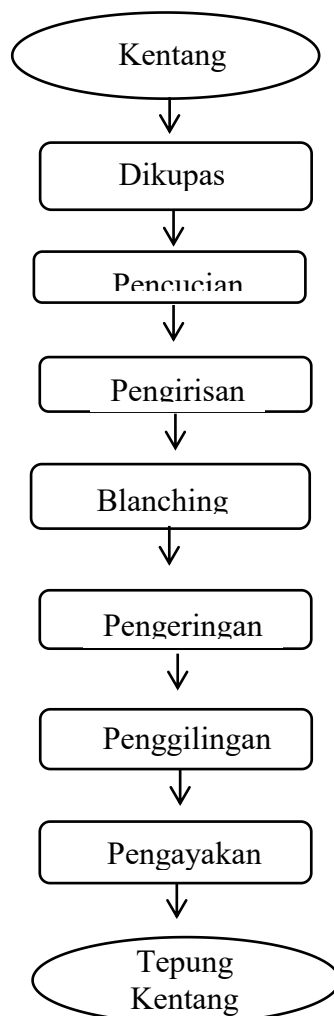 Kentang
Dikupas
Pencucian
Pengirisan
Blanching
Pengeringan
Penggilingan
Pengayakan
Tepung
Kentang